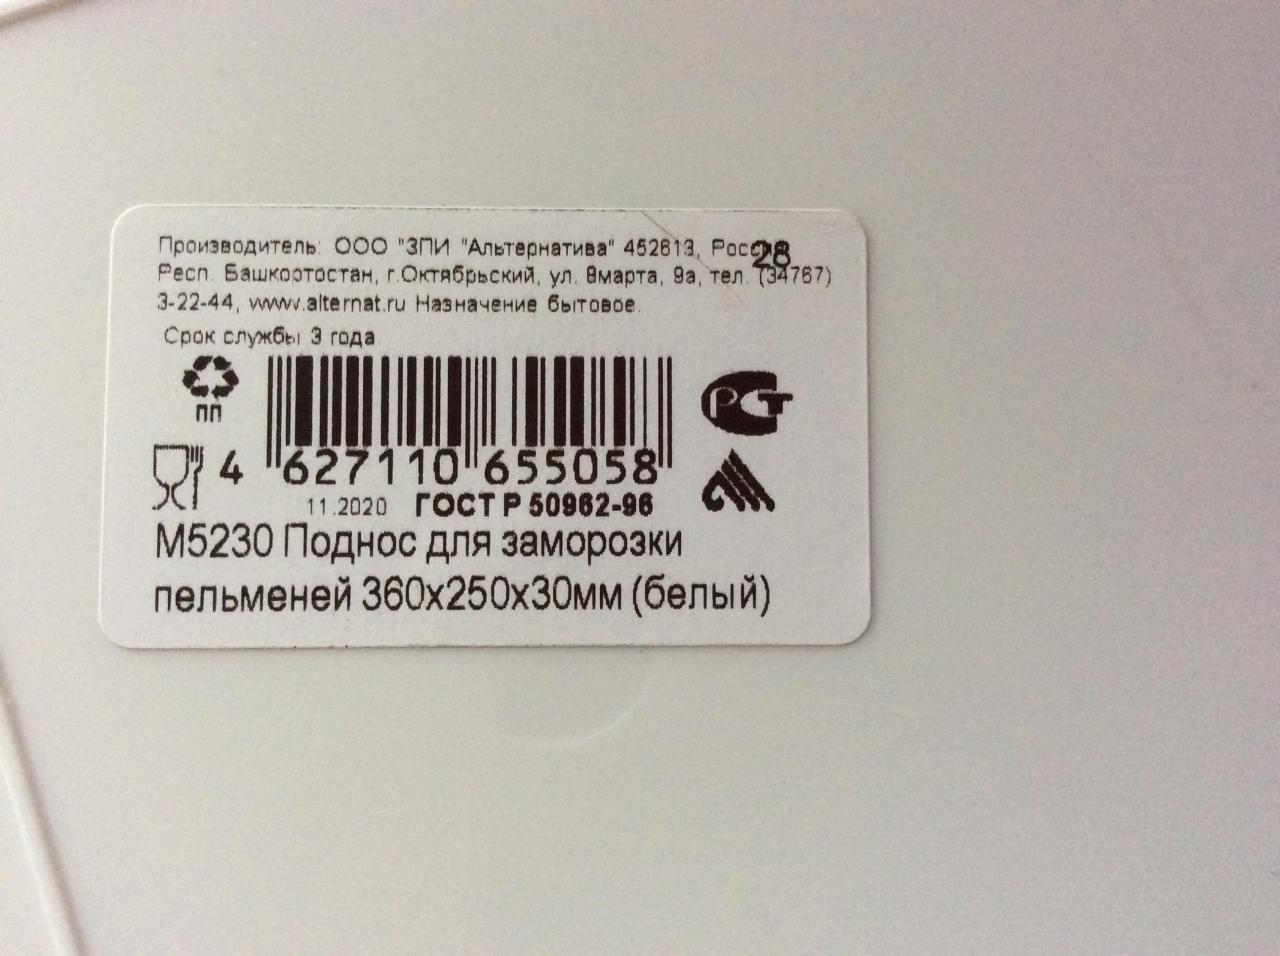 Производитель: ООО "ЗПИ "Альтернатива" 452613, Россия
28
Респ. Башкортостан, г.Октябрьский, ул. 8марта, 9а, тел. (34767)
3-22-44, www.alternat.ru Назначение бытовое.
Срок службы 3 года
ПП
РСТ
4 627110 655058
11.2020 ГОСТ Р 50962-96
М5230 Поднос для заморозки
пельменей 360х250х30мм (белый)